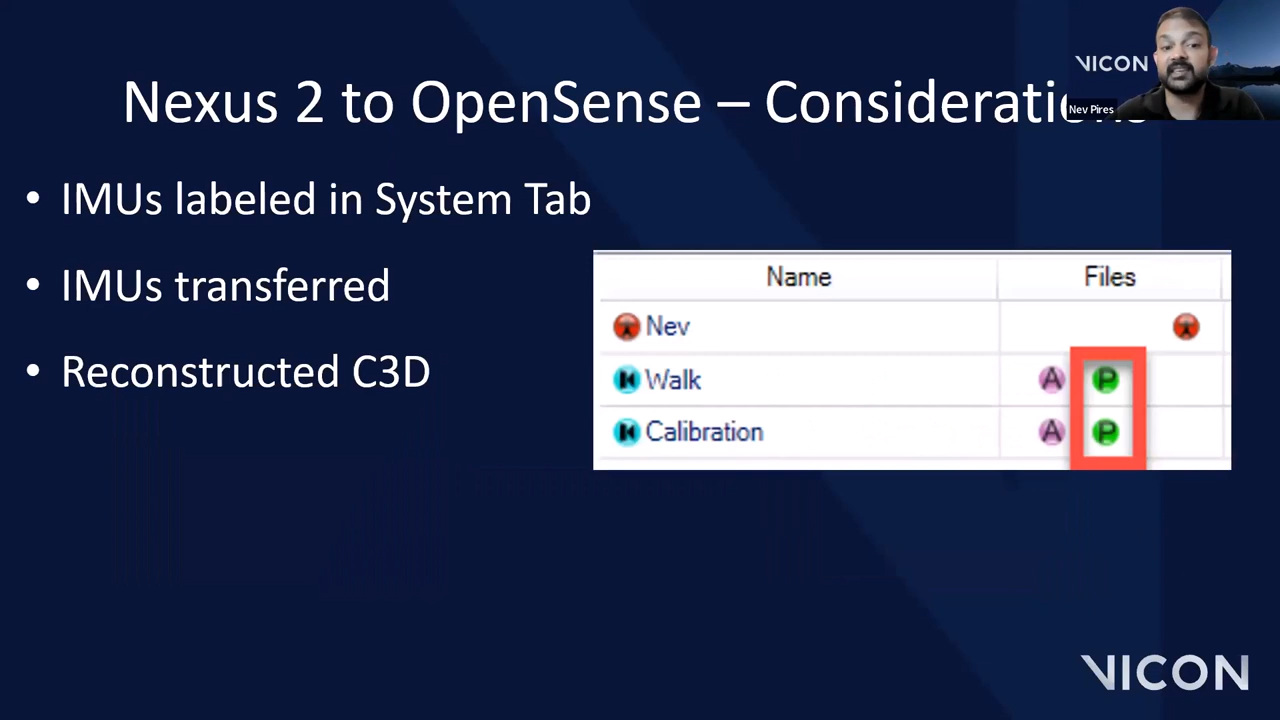 VICON
Nev Pires
Nexus 2 to OpenSense – Considerations
• IMUs labeled in System Tab
• IMUs transferred
• Reconstructed C3D
Name Files
Nev
Walk A P
Calibration A P
VICON